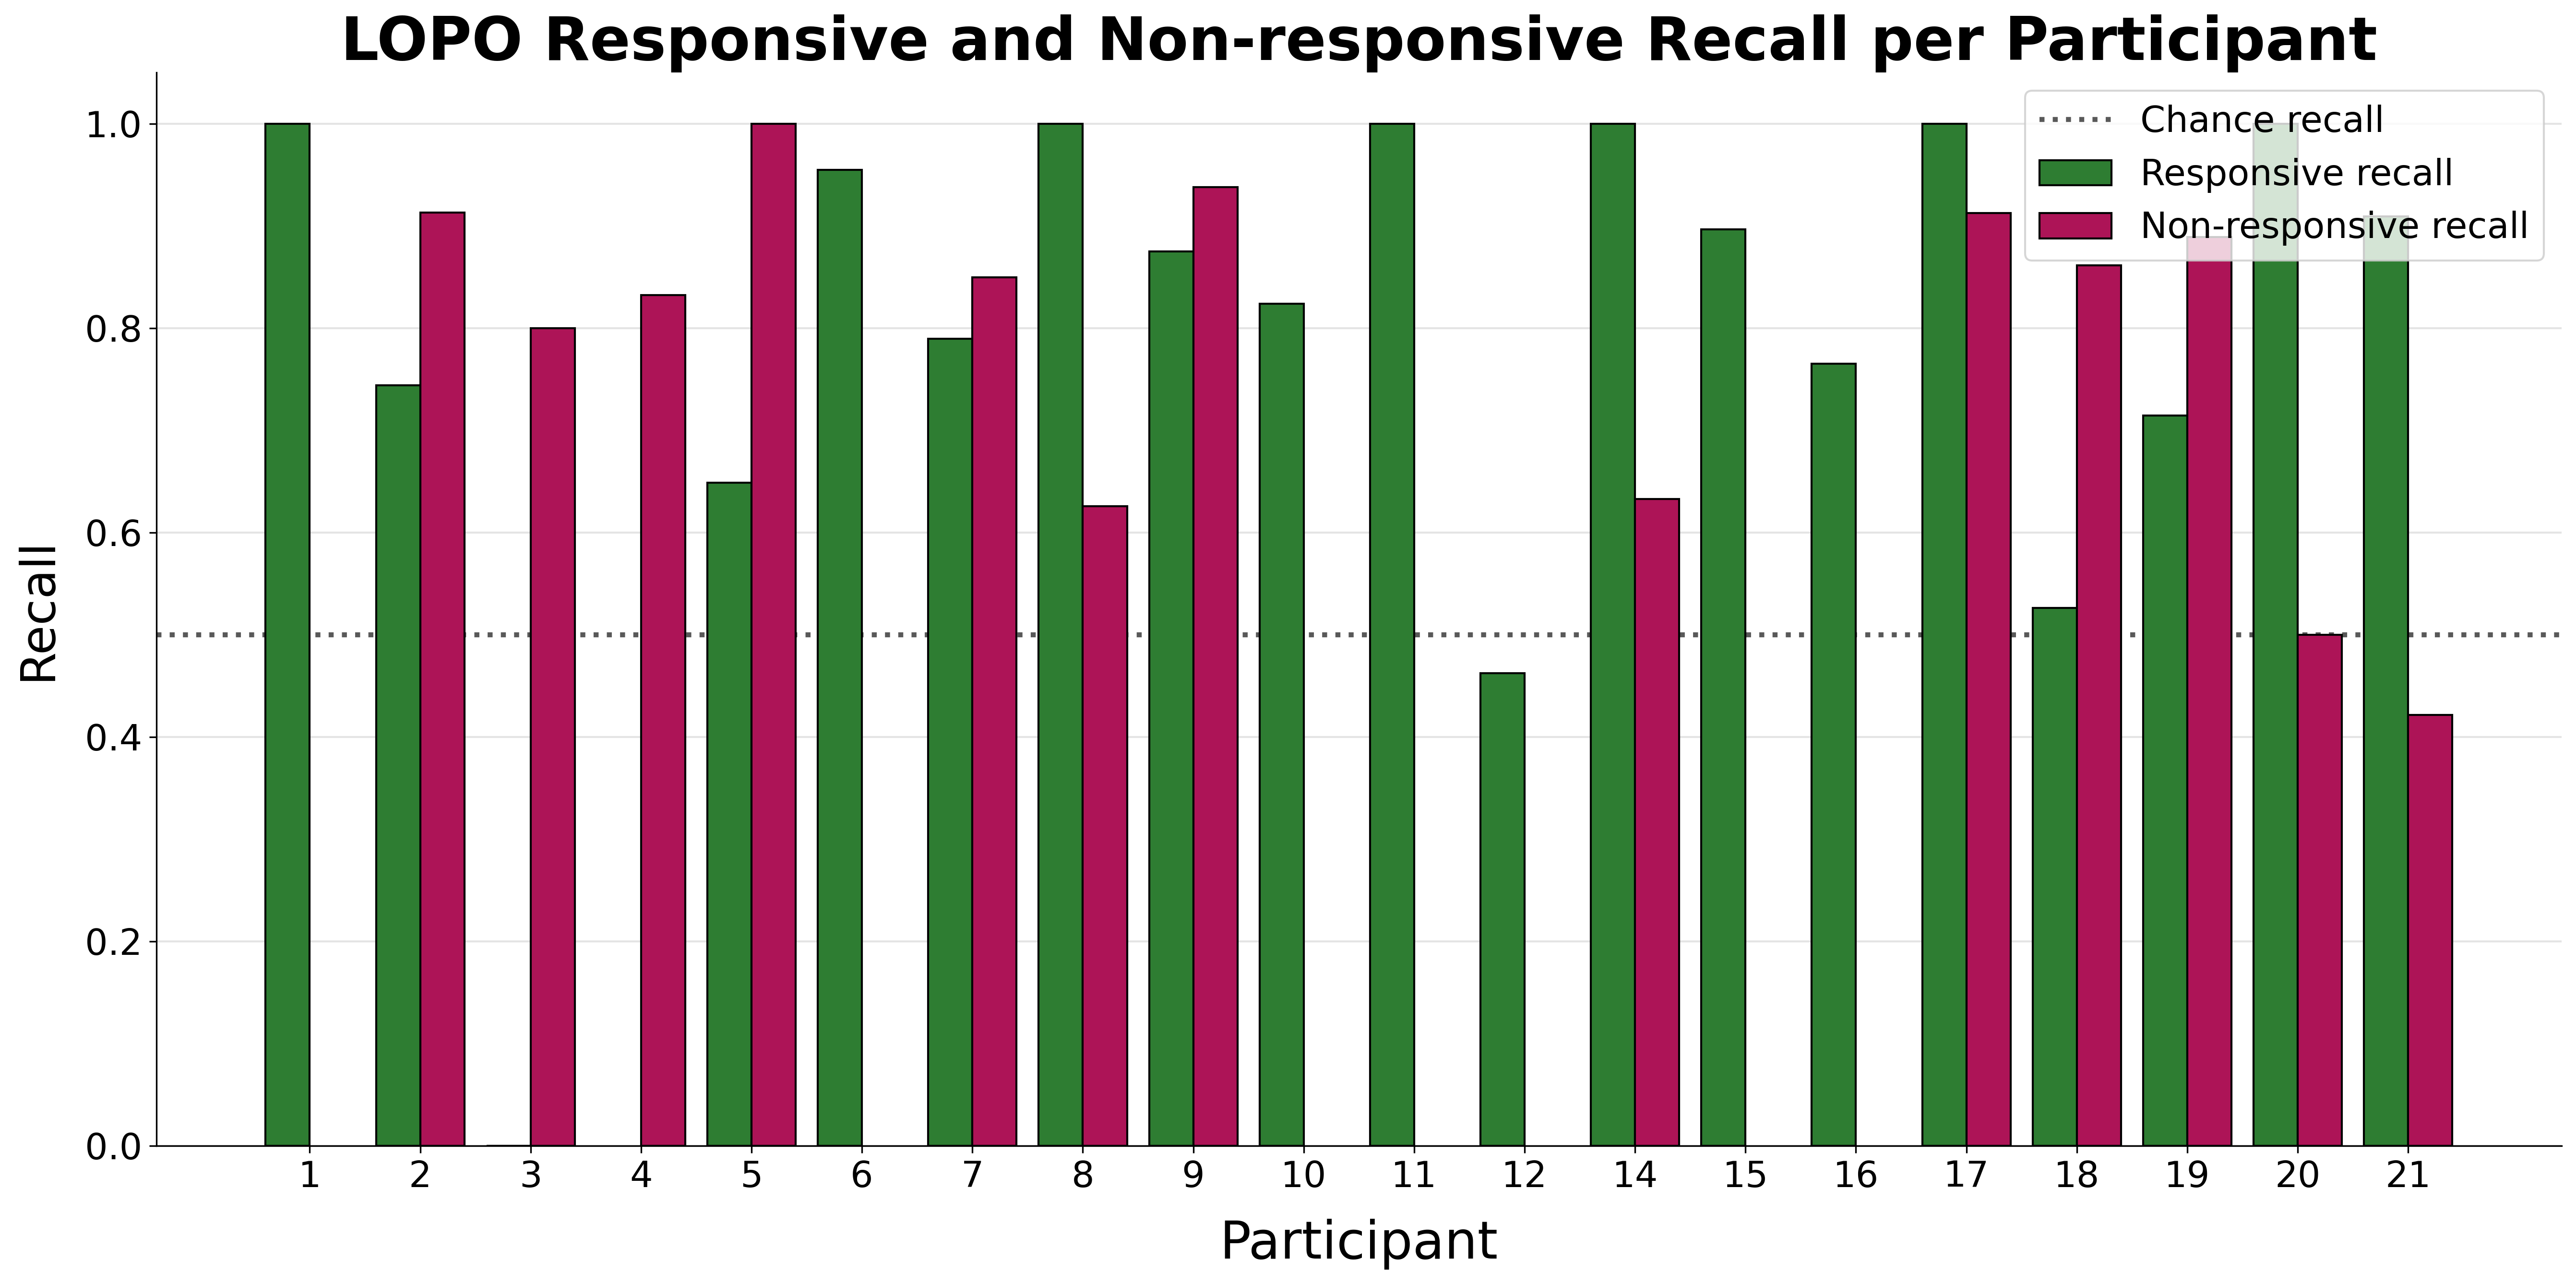 LOPO Responsive and Non-responsive Recall per Participant
Chance recall
Responsive recall
Non-responsive recall
Recall
1.0
0.8
0.6
0.4
0.2
0.0
1 2 3 4 5 6 7 8 9 10 11 12 14 15 16 17 18 19 20 21
Participant